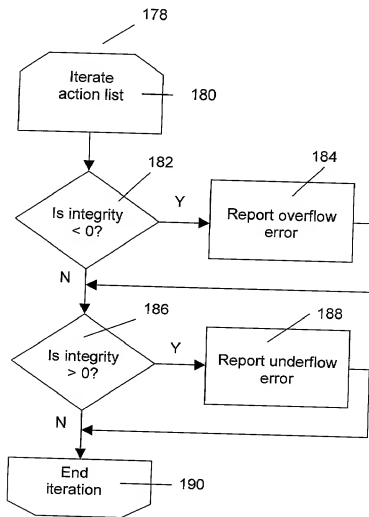 178
Iterate
action list
180
182
184
Is integrity
< 0?
Y
Report overflow
error
N
186
188
Is integrity
> 0?
Y
Report underflow
error
N
End
iteration
190